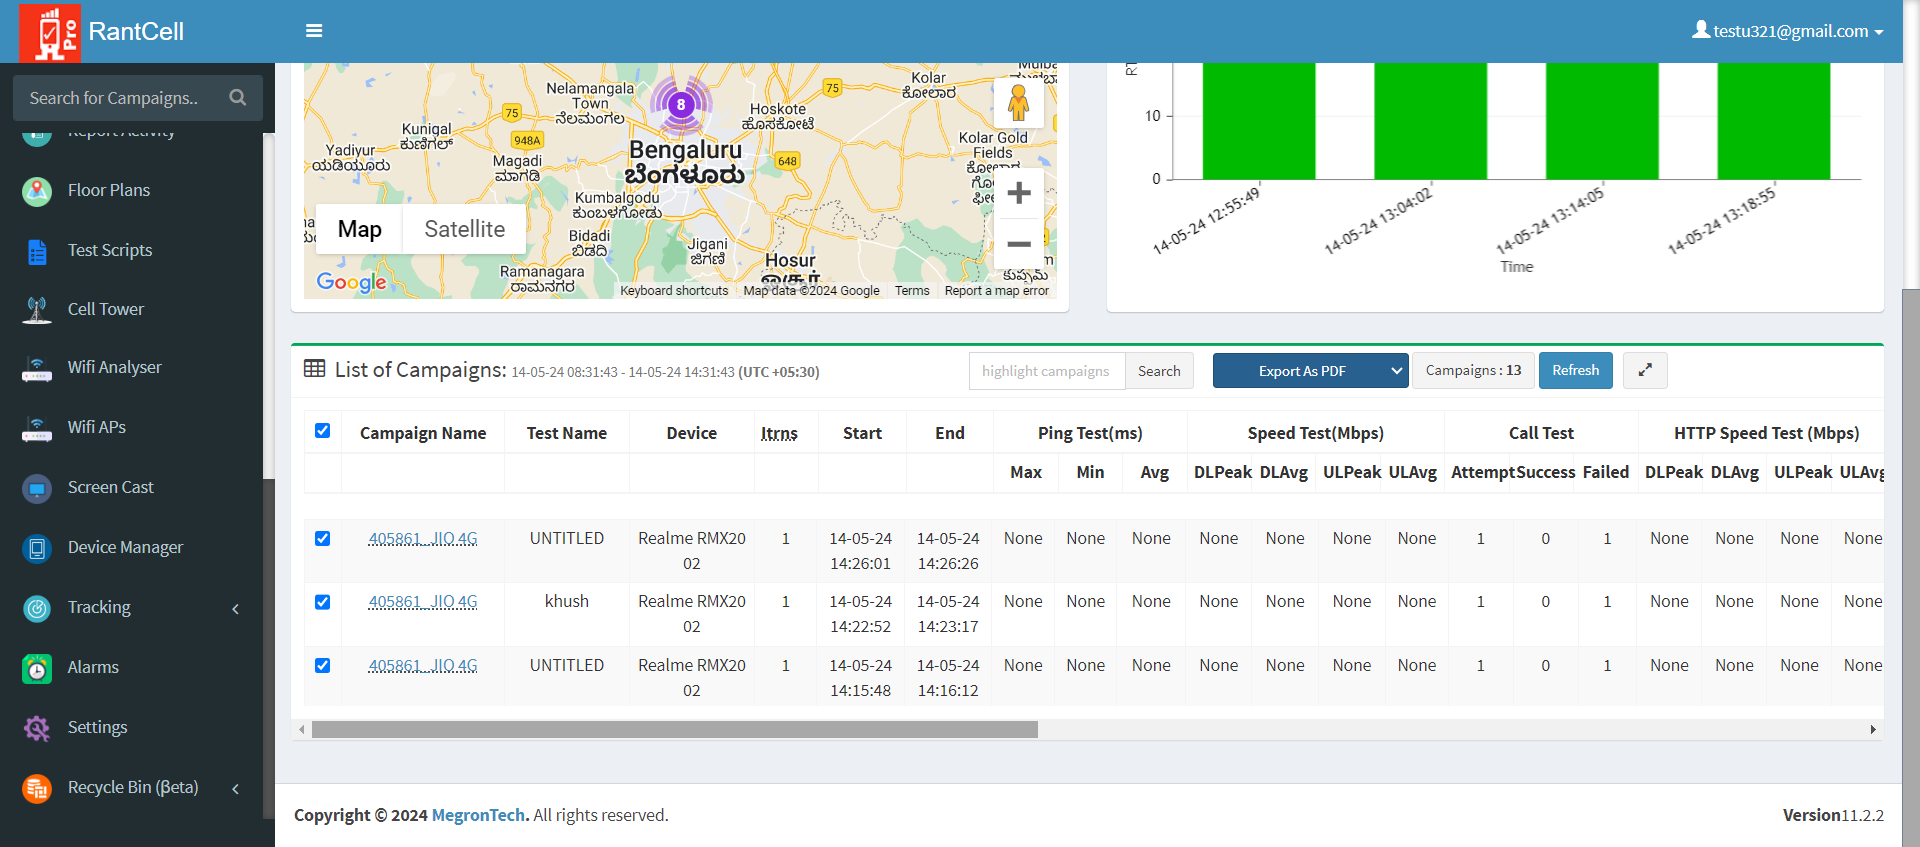 Pro RantCell
testu321@gmail.com
Search for Campaigns..
Report Activity
Floor Plans
Test Scripts
Cell Tower
Wifi Analyser
Wifi APs
Screen Cast
Device Manager
Tracking
Alarms
Settings
Recycle Bin (βeta)
Nelamangala
Town
ನೆಲಮಂಗಲ
Kunigal
ಕುಣಿಗಲ್
Yadiyur
ಯಡಿಯೂರು
75
948A
Magadi
ಮಾಗಡಿ
8
Bengaluru
ಬೆಂಗಳೂರು
Hoskote
ಹೊಸಕೋಟೆ
75
648
Kolar
ಕೋಲಾರ
Kolar Gold
Fields
Kumbalgodu
ಕುಂಬಳಗೋಡು
Bidadi
ಬಿಡದಿ
Jigani
ಜಿಗಣಿ
Hosur
Ramanagara
ರಾಮನಗರ
Map Satellite
Google
Keyboard shortcuts Map data ©2024 Google Terms Report a map error
10
0
14-05-24 12:55:49 14-05-24 13:04:02 14-05-24 13:14:05 14-05-24 13:18:55
Time
List of Campaigns: 14-05-24 08:31:43 - 14-05-24 14:31:43 (UTC +05:30)
highlight campaigns Search Export As PDF Campaigns : 13 Refresh
Campaign Name Test Name Device Itrns Start End Ping Test(ms) Speed Test(Mbps) Call Test HTTP Speed Test (Mbps)
Max Min Avg DLPeak DLAvg ULPeak ULAvg Attempt Success Failed DLPeak DLAvg ULPeak ULAvg
405861_JIO 4G UNTITLED Realme RMX20 1 14-05-24 14-05-24 None None None None None None None 1 0 1 None None None None
02 14:26:01 14:26:26
405861_JIO 4G khush Realme RMX20 1 14-05-24 14-05-24 None None None None None None None 1 0 1 None None None None
02 14:22:52 14:23:17
405861_JIO 4G UNTITLED Realme RMX20 1 14-05-24 14-05-24 None None None None None None None 1 0 1 None None None None
02 14:15:48 14:16:12
Copyright © 2024 MegronTech. All rights reserved.
Version11.2.2